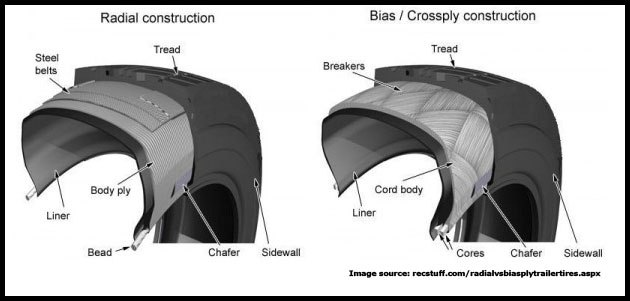 Radial construction
Steel
belts
Tread
Liner
Body ply
Bead
Chafer
Sidewall
Bias / Crossply construction
Tread
Breakers
Cord body
Liner
Cores
Chafer
Sidewall
Image source: recstuff.com/radialvsbiasplytrailertires.aspx